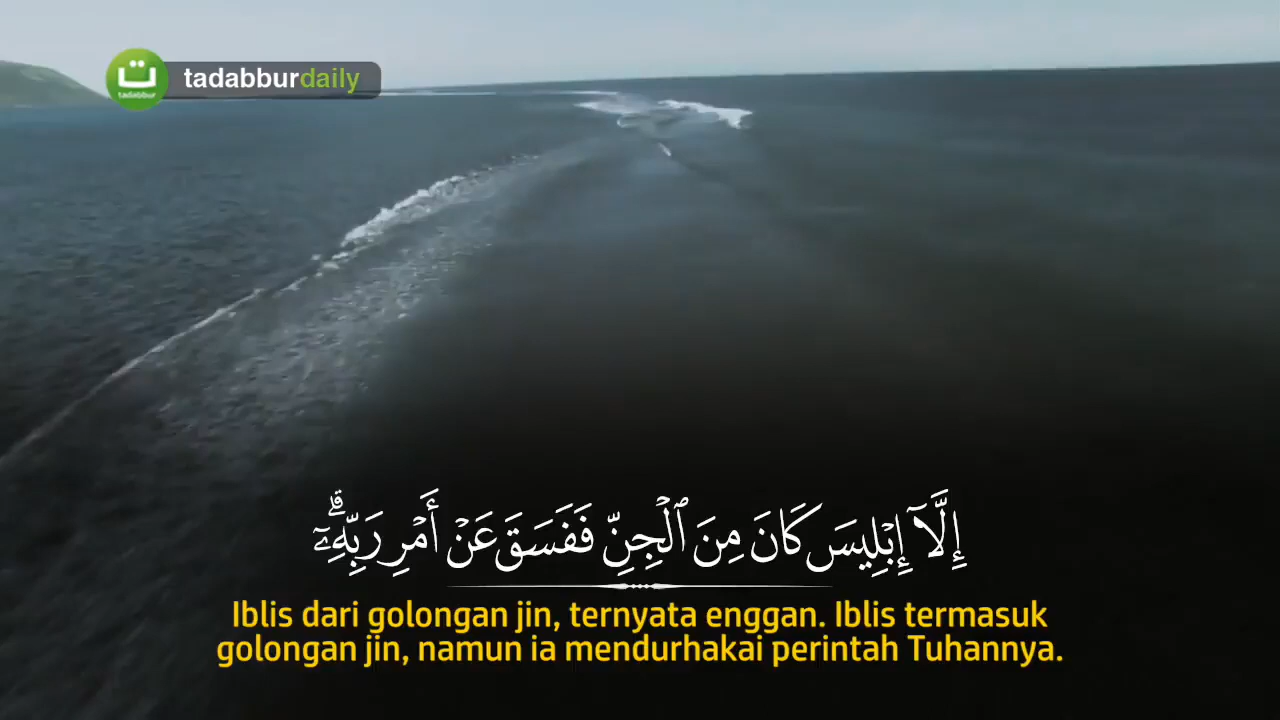 ت
tadabbur
tadabburdaily
إِلَّآ إِبْلِيسَ كَانَ مِنَ ٱلْجِنِّ فَفَسَقَ عَنْ أَمْرِ رَبِّهِۦٓ ۗ
Iblis dari golongan jin, ternyata enggan. Iblis termasuk
golongan jin, namun ia mendurhakai perintah Tuhannya.